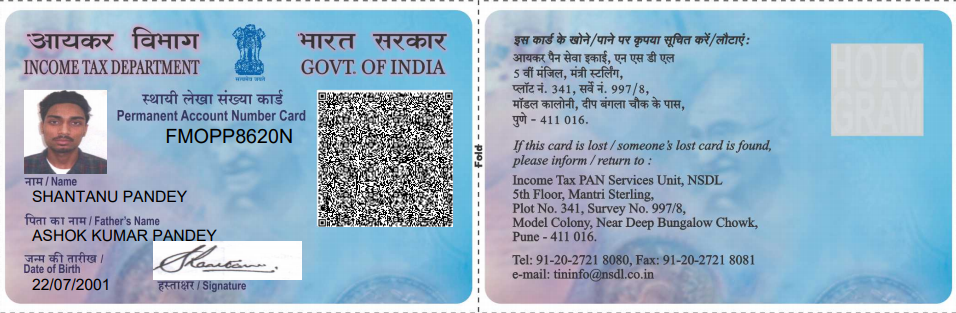 आयकर विभाग
INCOME TAX DEPARTMENT
भारत सरकार
GOVT. OF INDIA
सत्यमेव जयते
स्थायी लेखा संख्या कार्ड
Permanent Account Number Card
FMOPP8620N
नाम / Name
SHANTANU PANDEY
पिता का नाम / Father's Name
ASHOK KUMAR PANDEY
जन्म की तारीख /
Date of Birth
22/07/2001
Shantanu
हस्ताक्षर / Signature
Fold
इस कार्ड के खोने/पाने पर कृपया सूचित करें/लौटाएं :
आयकर पैन सेवा इकाई, एन एस डी एल
5 वीं मंजिल, मंत्री स्टर्लिंग,
प्लॉट नं. 341, सर्वे नं. 997/8,
मॉडल कालोनी, दीप बंगला चौक के पास,
पुणे - 411 016.
If this card is lost / someone's lost card is found,
please inform / return to :
Income Tax PAN Services Unit, NSDL
5th Floor, Mantri Sterling,
Plot No. 341, Survey No. 997/8,
Model Colony, Near Deep Bungalow Chowk,
Pune - 411 016.
Tel: 91-20-2721 8080, Fax: 91-20-2721 8081
e-mail: tininfo@nsdl.co.in
HOLO
GRAM